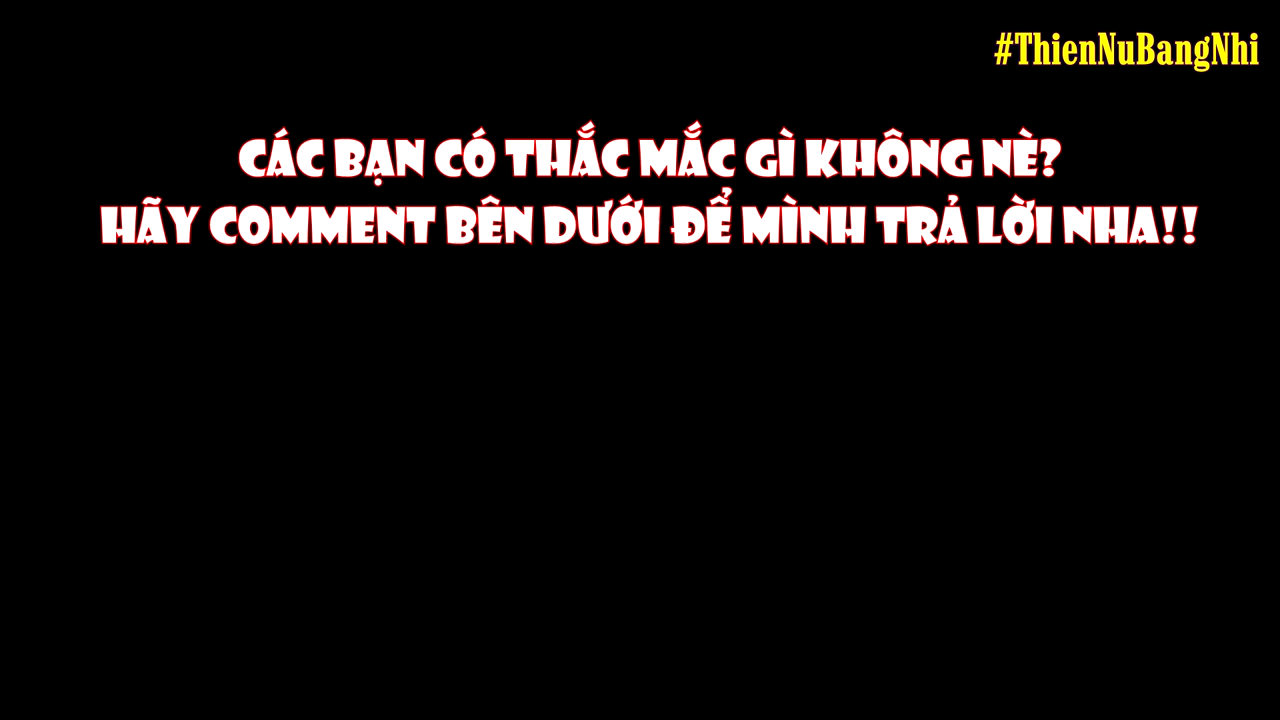 #ThienNuBangNhi
CÁC BẠN CÓ THẮC MẮC GÌ KHÔNG NÈ?
HÃY COMMENT BÊN DƯỚI ĐỂ MÌNH TRẢ LỜI NHA!!